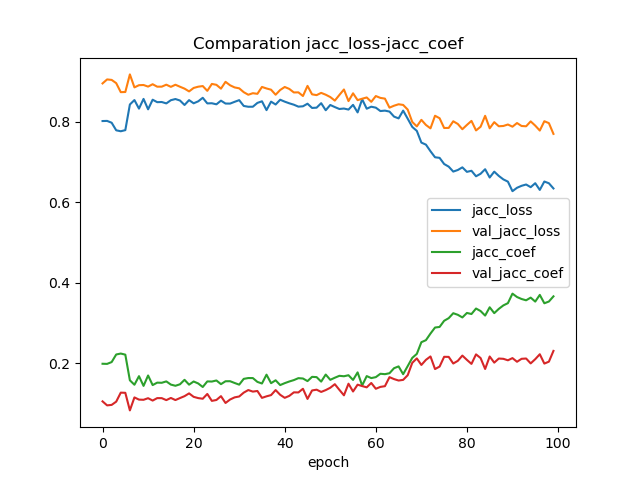 Comparation jacc_loss-jacc_coef
0.8
0.6
0.4
0.2
jacc_loss
val_jacc_loss
jacc_coef
val_jacc_coef
0 20 40 60 80 100
epoch